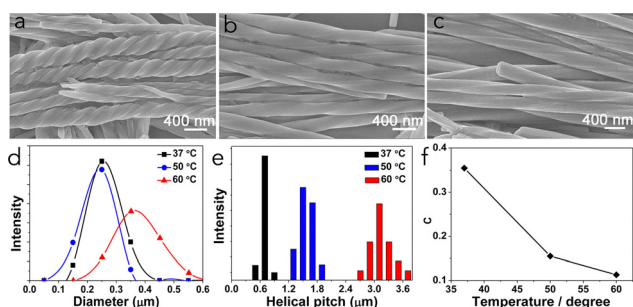 a
400 nm
b
400 nm
c
400 nm
d
Intensity
37 °C
50 °C
60 °C
0.0 0.1 0.2 0.3 0.4 0.5 0.6
Diameter (μm)
e
Intensity
37 °C
50 °C
60 °C
0.0 0.6 1.2 1.8 2.4 3.0 3.6
Helical pitch (μm)
f
c
0.4
0.3
0.2
0.1
35 40 45 50 55 60
Temperature / degree